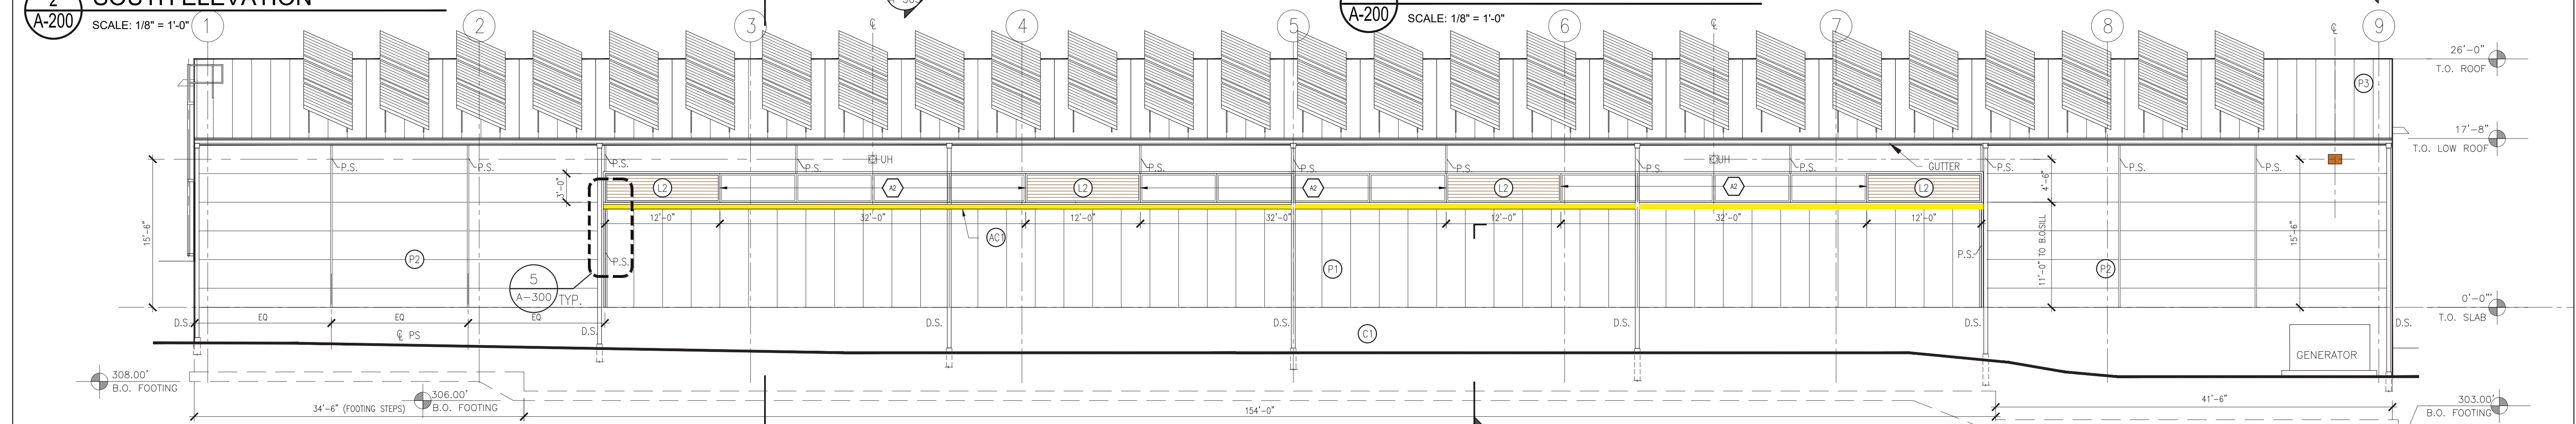 2
A-200
SOUTH ELEVATION
SCALE: 1/8" = 1'-0"
A-200
SCALE: 1/8" = 1'-0"
1
2
3
4
5
6
7
8
9
℄
℄
℄
26'-0"
T.O. ROOF
P3
17'-8"
T.O. LOW ROOF
P.S.
P.S.
P.S.
UH
P.S.
P.S.
P.S.
P.S.
P.S.
UH
P.S.
GUTTER
P.S.
P.S.
P.S.
3'-0"
L2
A2
L2
A2
L2
A2
L2
4'-6"
12'-0"
32'-0"
12'-0"
32'-0"
12'-0"
32'-0"
12'-0"
15'-6"
AC1
11'-0" TO B.O.SILL
15'-6"
P2
P.S.
P1
P.S.
P2
5
A-300
TYP.
0'-0"
T.O. SLAB
D.S.
EQ
EQ
EQ
℄ PS
D.S.
D.S.
D.S.
C1
D.S.
D.S.
D.S.
GENERATOR
308.00'
B.O. FOOTING
306.00'
B.O. FOOTING
303.00'
B.O. FOOTING
34'-6" (FOOTING STEPS)
154'-0"
41'-6"